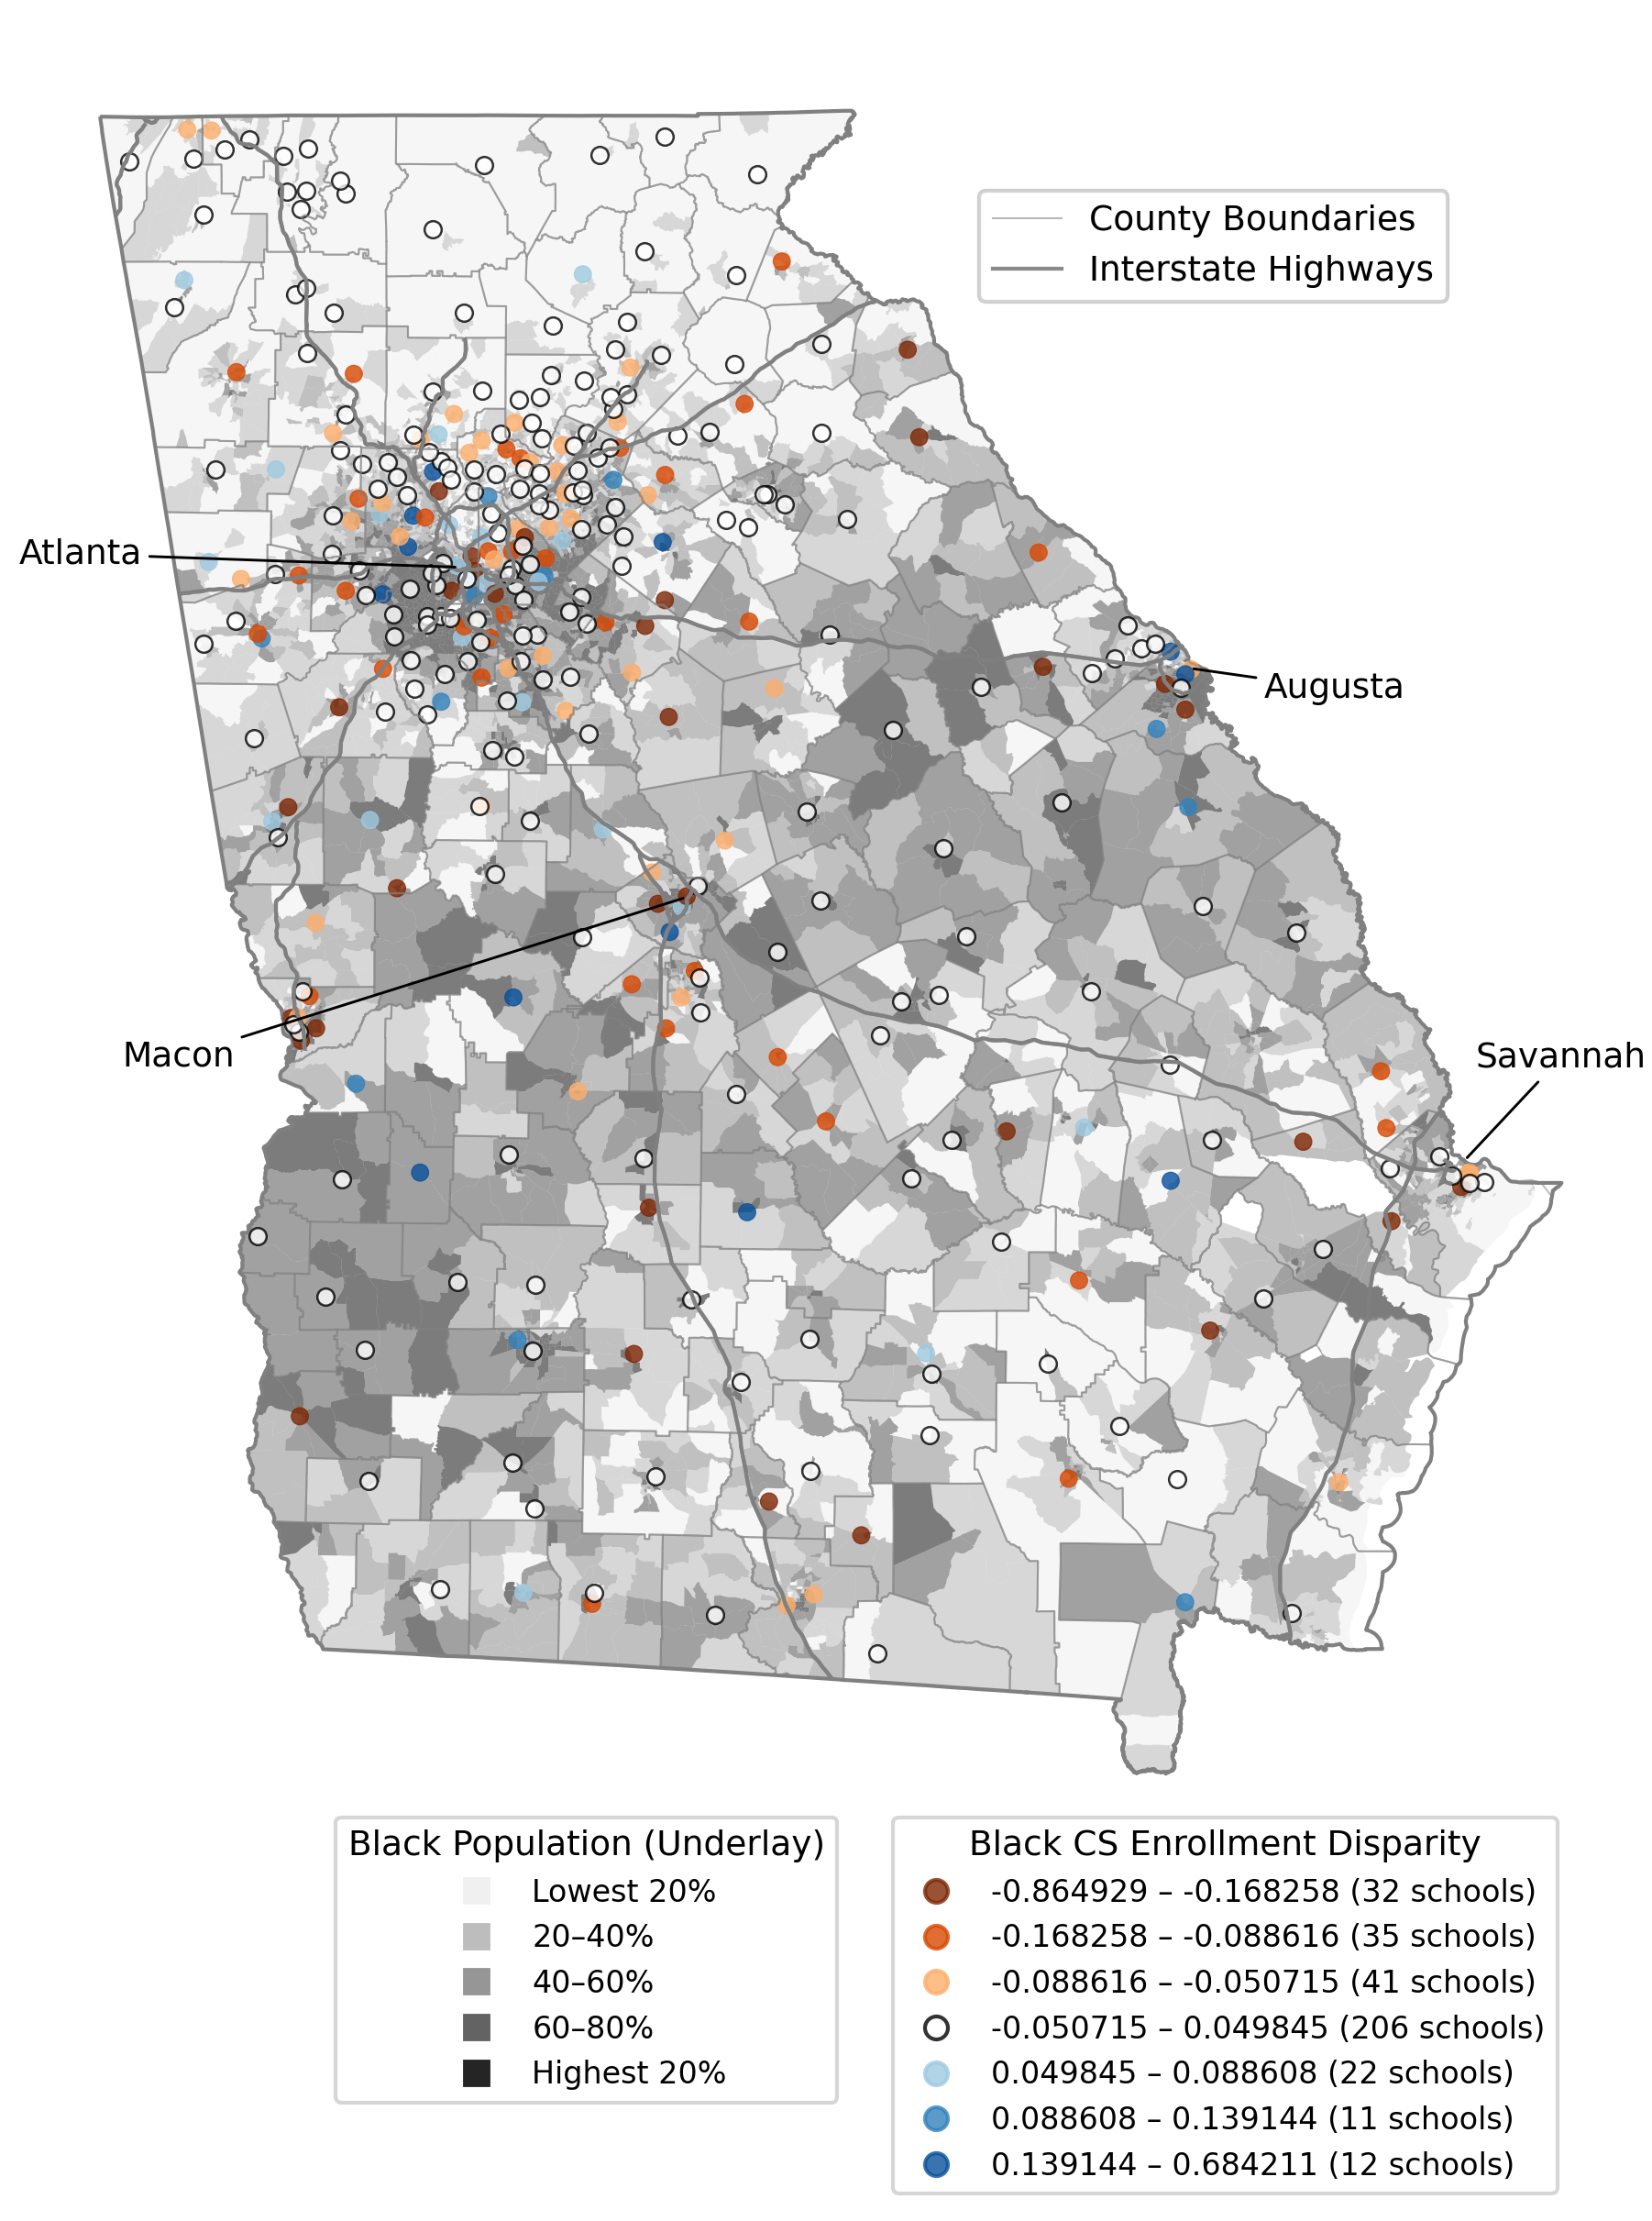 County Boundaries
Interstate Highways
Atlanta
Augusta
Macon
Savannah
Black Population (Underlay)
Lowest 20%
20–40%
40–60%
60–80%
Highest 20%
Black CS Enrollment Disparity
-0.864929 – -0.168258 (32 schools)
-0.168258 – -0.088616 (35 schools)
-0.088616 – -0.050715 (41 schools)
-0.050715 – 0.049845 (206 schools)
0.049845 – 0.088608 (22 schools)
0.088608 – 0.139144 (11 schools)
0.139144 – 0.684211 (12 schools)